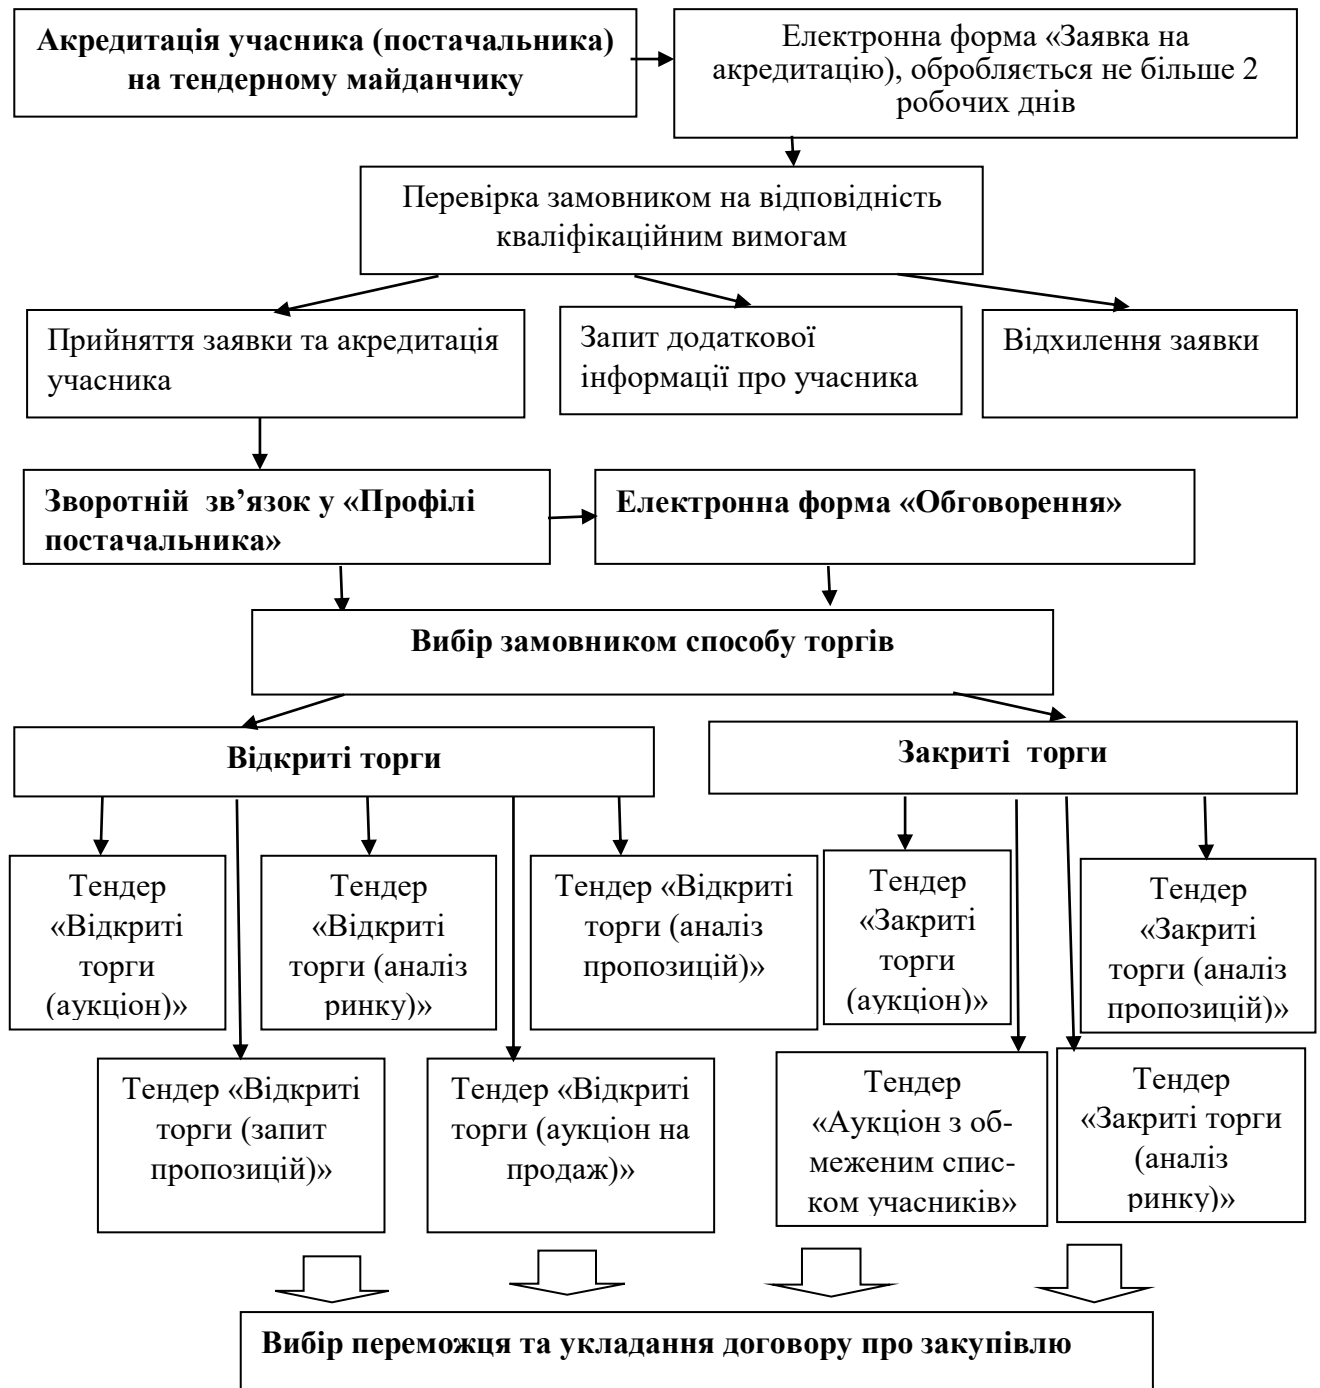 Акредитація учасника (постачальника)
на тендерному майданчику
Електронна форма «Заявка на
акредитацію), обробляється не більше 2
робочих днів
Перевірка замовником на відповідність
кваліфікаційним вимогам
Прийняття заявки та акредитація
учасника
Запит додаткової
інформації про учасника
Відхилення заявки
Зворотній зв’язок у «Профілі
постачальника»
Електронна форма «Обговорення»
Вибір замовником способу торгів
Відкриті торги
Закриті торги
Тендер
«Відкриті
торги
(аукціон)»
Тендер
«Відкриті
торги (аналіз
ринку)»
Тендер «Відкриті
торги (аналіз
пропозицій)»
Тендер
«Закриті
торги
(аукціон)»
Тендер
«Закриті
торги (аналіз
пропозицій)»
Тендер «Відкриті
торги (запит
пропозицій)»
Тендер «Відкриті
торги (аукціон на
продаж)»
Тендер
«Аукціон з об-
меженим спис-
ком учасників»
Тендер
«Закриті торги
(аналіз
ринку)»
Вибір переможця та укладання договору про закупівлю